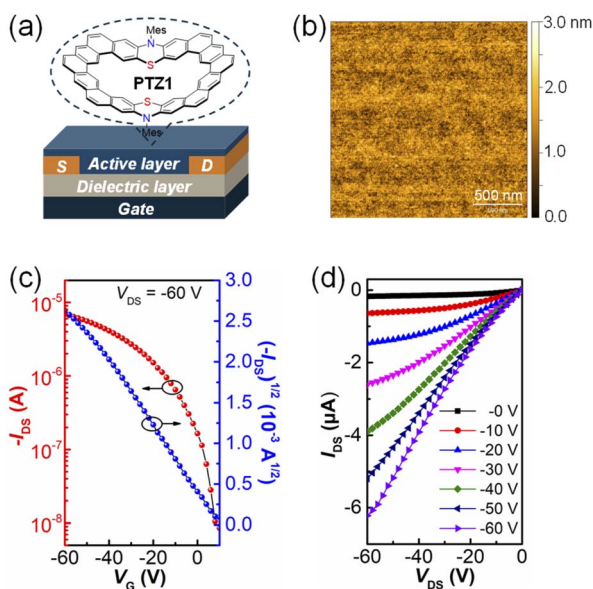 (a)
Mes
N
S
PTZ1
S
N
Mes
S Active layer D
Dielectric layer
Gate
(b)
3.0 nm
2.0
1.0
0.0
500 nm
(c)
V_DS = -60 V
10⁻⁵
10⁻⁶
10⁻⁷
10⁻⁸
-I_DS (A)
3.0
2.5
2.0
1.5
1.0
0.5
0.0
(-I_DS)^1/2 (10⁻³ A^1/2)
-60 -40 -20 0
V_G (V)
(d)
0
-2
-4
-6
I_DS (μA)
-0 V
-10 V
-20 V
-30 V
-40 V
-50 V
-60 V
-60 -40 -20 0
V_DS (V)